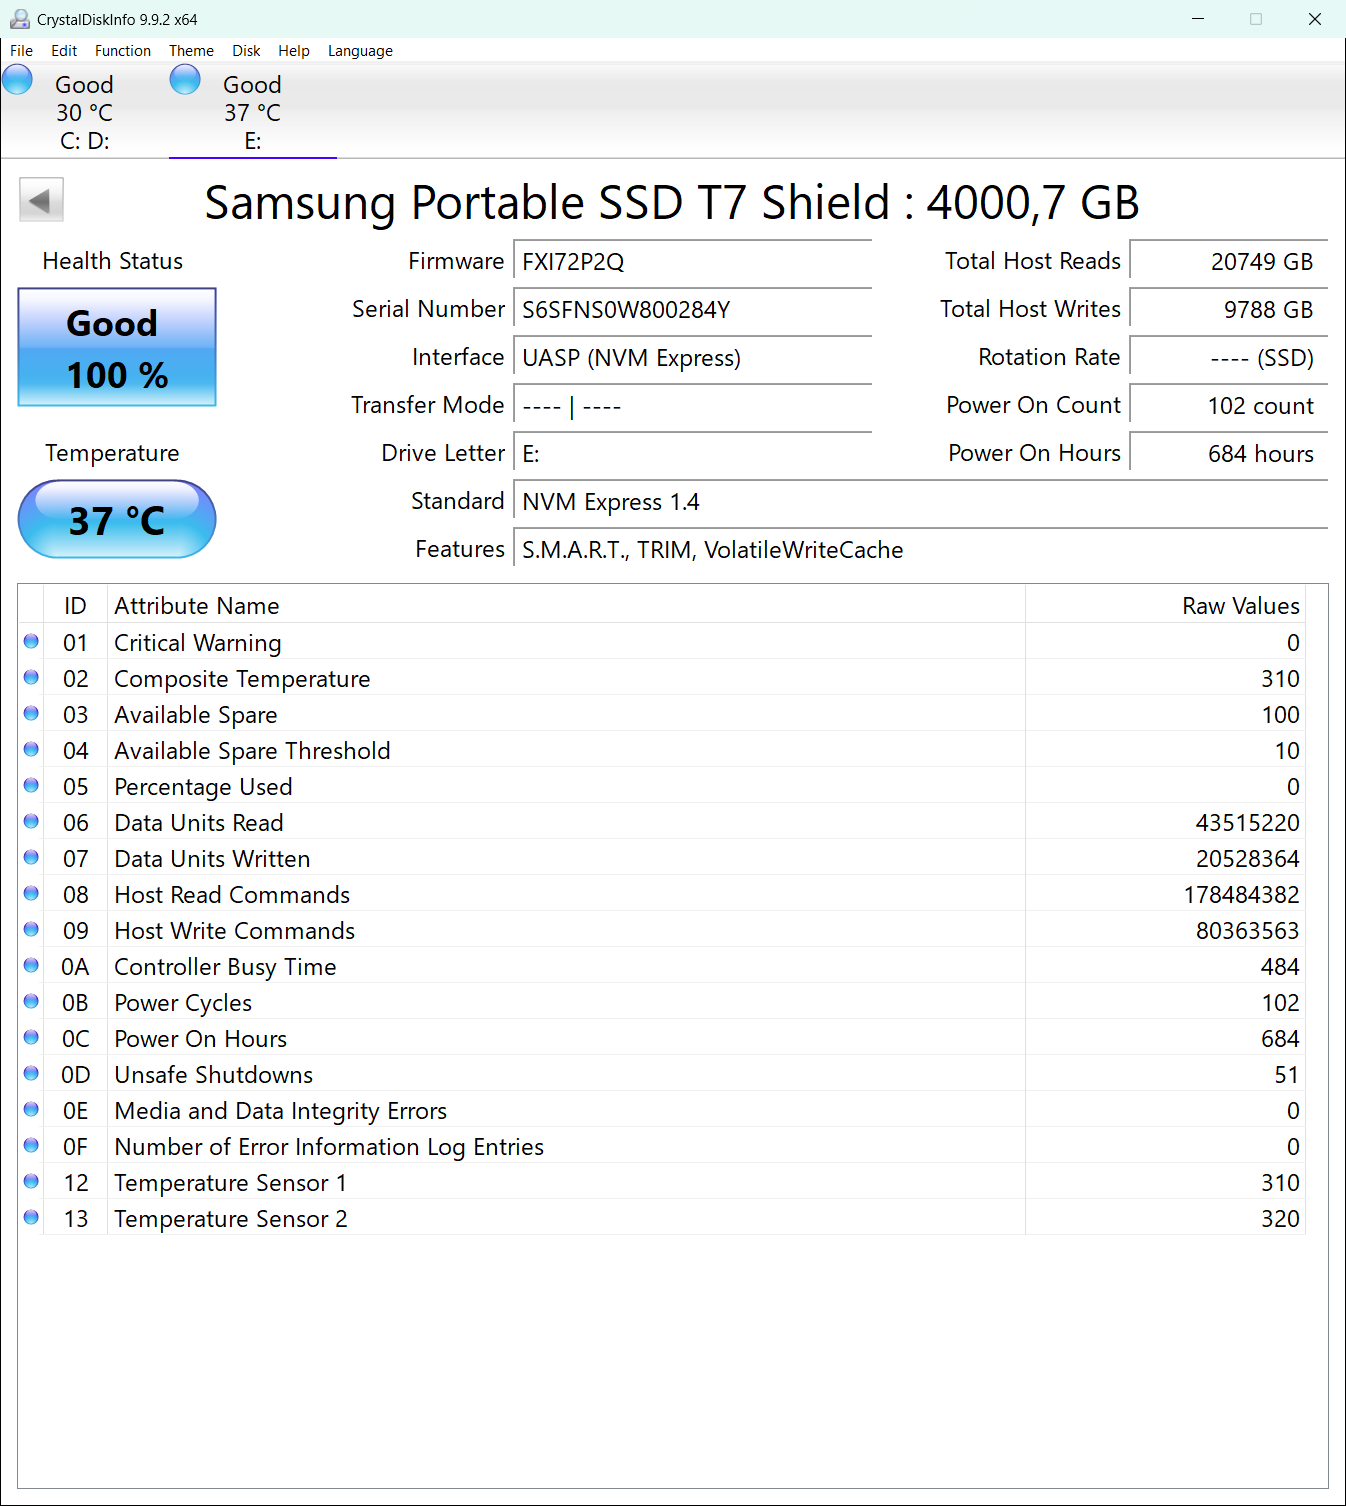 CrystalDiskInfo 9.9.2 x64
File Edit Function Theme Disk Help Language
Good Good
30 °C 37 °C
C: D: E:
Samsung Portable SSD T7 Shield : 4000,7 GB
Health Status
Good
100 %
Temperature
37 °C
Firmware FXI72P2Q
Serial Number S6SFNS0W800284Y
Interface UASP (NVM Express)
Transfer Mode ---- | ----
Drive Letter E:
Standard NVM Express 1.4
Features S.M.A.R.T., TRIM, VolatileWriteCache
Total Host Reads 20749 GB
Total Host Writes 9788 GB
Rotation Rate ---- (SSD)
Power On Count 102 count
Power On Hours 684 hours
ID Attribute Name Raw Values
01 Critical Warning 0
02 Composite Temperature 310
03 Available Spare 100
04 Available Spare Threshold 10
05 Percentage Used 0
06 Data Units Read 43515220
07 Data Units Written 20528364
08 Host Read Commands 178484382
09 Host Write Commands 80363563
0A Controller Busy Time 484
0B Power Cycles 102
0C Power On Hours 684
0D Unsafe Shutdowns 51
0E Media and Data Integrity Errors 0
0F Number of Error Information Log Entries 0
12 Temperature Sensor 1 310
13 Temperature Sensor 2 320